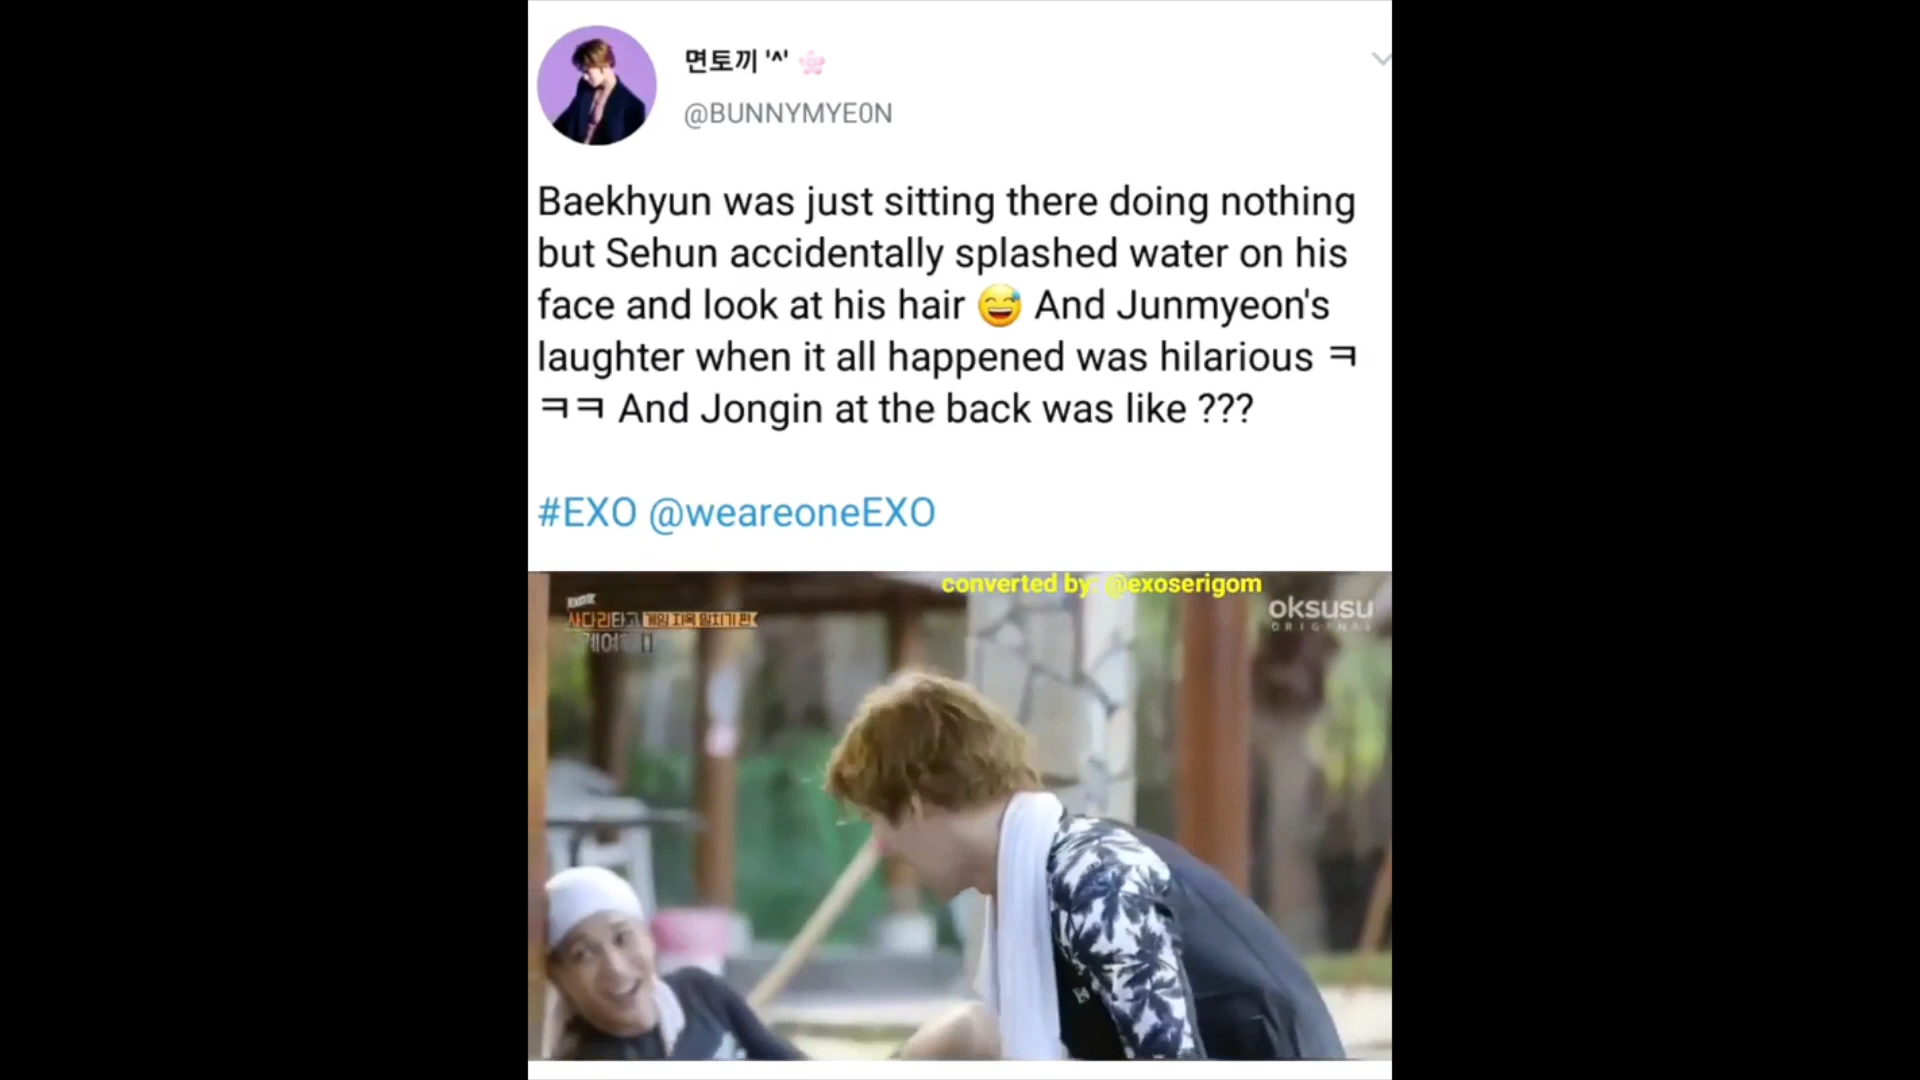 면토끼 '^' 🌸
@BUNNYMYE0N
Baekhyun was just sitting there doing nothing
but Sehun accidentally splashed water on his
face and look at his hair 😅 And Junmyeon's
laughter when it all happened was hilarious ㅋ
ㅋㅋ And Jongin at the back was like ???
#EXO @weareoneEXO
converted by: @exoserigom
사다리타고
oksusu
ORIGINAL